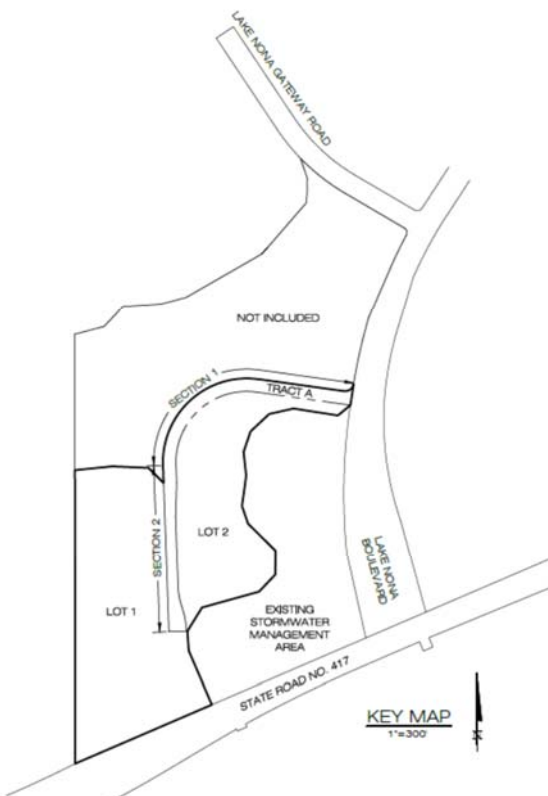 LAKE NONA GATEWAY ROAD
NOT INCLUDED
SECTION 1
TRACT A
SECTION 2
LOT 2
LOT 1
LAKE NONA
BOULEVARD
EXISTING
STORMWATER
MANAGEMENT
AREA
STATE ROAD NO. 417
KEY MAP
1"=300'